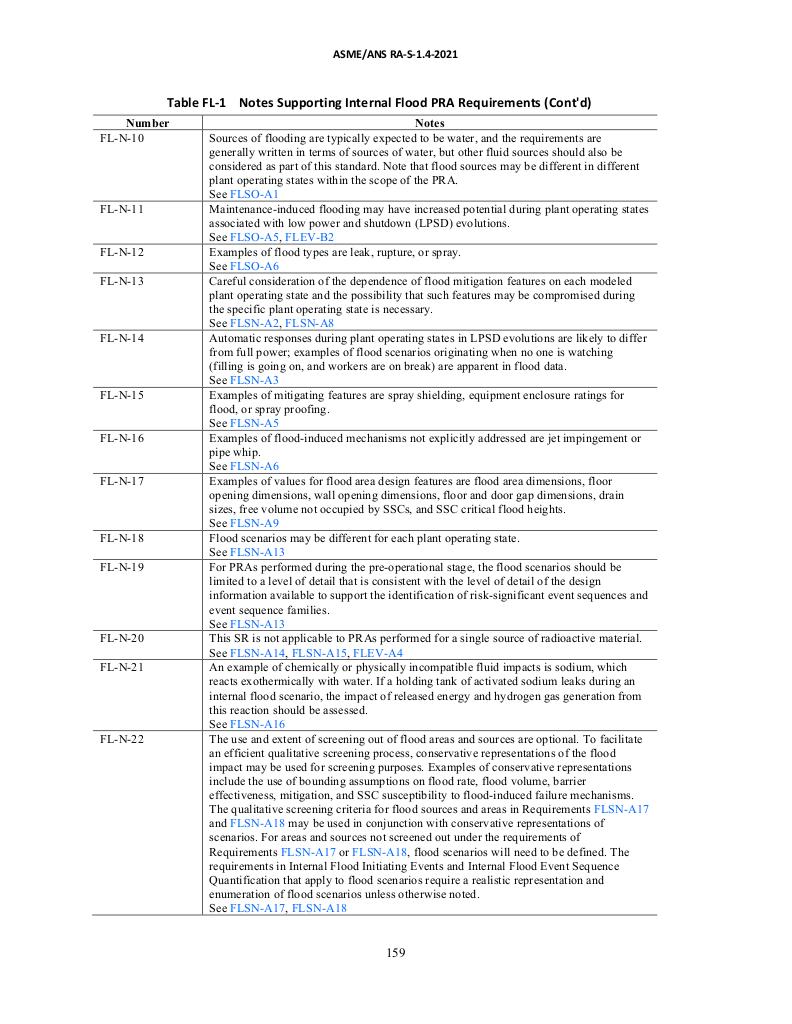 ASME/ANS RA-S-1.4-2021
Table FL-1 Notes Supporting Internal Flood PRA Requirements (Cont'd)
Number Notes
FL-N-10 Sources of flooding are typically expected to be water, and the requirements are
generally written in terms of sources of water, but other fluid sources should also be
considered as part of this standard. Note that flood sources may be different in different
plant operating states within the scope of the PRA.
See FLSO-A1
FL-N-11 Maintenance-induced flooding may have increased potential during plant operating states
associated with low power and shutdown (LPSD) evolutions.
See FLSO-A5, FLEV-B2
FL-N-12 Examples of flood types are leak, rupture, or spray.
See FLSO-A6
FL-N-13 Careful consideration of the dependence of flood mitigation features on each modeled
plant operating state and the possibility that such features may be compromised during
the specific plant operating state is necessary.
See FLSN-A2, FLSN-A8
FL-N-14 Automatic responses during plant operating states in LPSD evolutions are likely to differ
from full power; examples of flood scenarios originating when no one is watching
(filling is going on, and workers are on break) are apparent in flood data.
See FLSN-A3
FL-N-15 Examples of mitigating features are spray shielding, equipment enclosure ratings for
flood, or spray proofing.
See FLSN-A5
FL-N-16 Examples of flood-induced mechanisms not explicitly addressed are jet impingement or
pipe whip.
See FLSN-A6
FL-N-17 Examples of values for flood area design features are flood area dimensions, floor
opening dimensions, wall opening dimensions, floor and door gap dimensions, drain
sizes, free volume not occupied by SSCs, and SSC critical flood heights.
See FLSN-A9
FL-N-18 Flood scenarios may be different for each plant operating state.
See FLSN-A13
FL-N-19 For PRAs performed during the pre-operational stage, the flood scenarios should be
limited to a level of detail that is consistent with the level of detail of the design
information available to support the identification of risk-significant event sequences and
event sequence families.
See FLSN-A13
FL-N-20 This SR is not applicable to PRAs performed for a single source of radioactive material.
See FLSN-A14, FLSN-A15, FLEV-A4
FL-N-21 An example of chemically or physically incompatible fluid impacts is sodium, which
reacts exothermically with water. If a holding tank of activated sodium leaks during an
internal flood scenario, the impact of released energy and hydrogen gas generation from
this reaction should be assessed.
See FLSN-A16
FL-N-22 The use and extent of screening out of flood areas and sources are optional. To facilitate
an efficient qualitative screening process, conservative representations of the flood
impact may be used for screening purposes. Examples of conservative representations
include the use of bounding assumptions on flood rate, flood volume, barrier
effectiveness, mitigation, and SSC susceptibility to flood-induced failure mechanisms.
The qualitative screening criteria for flood sources and areas in Requirements FLSN-A17
and FLSN-A18 may be used in conjunction with conservative representations of
scenarios. For areas and sources not screened out under the requirements of
Requirements FLSN-A17 or FLSN-A18, flood scenarios will need to be defined. The
requirements in Internal Flood Initiating Events and Internal Flood Event Sequence
Quantification that apply to flood scenarios require a realistic representation and
enumeration of flood scenarios unless otherwise noted.
See FLSN-A17, FLSN-A18
159